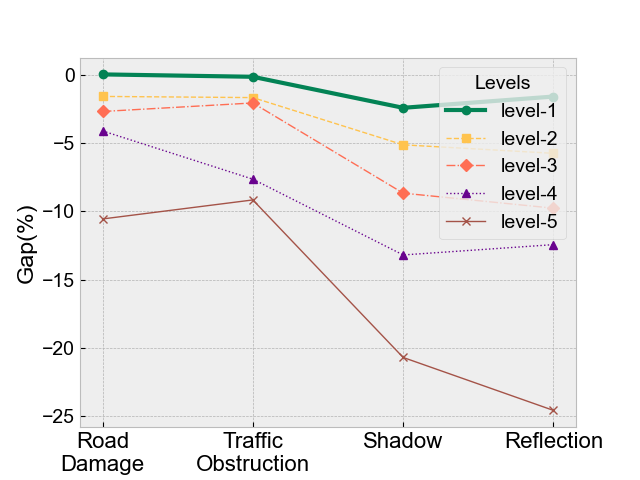 Levels
level-1
level-2
level-3
level-4
level-5
Gap(%)
0
−5
−10
−15
−20
−25
Road
Damage
Traffic
Obstruction
Shadow
Reflection